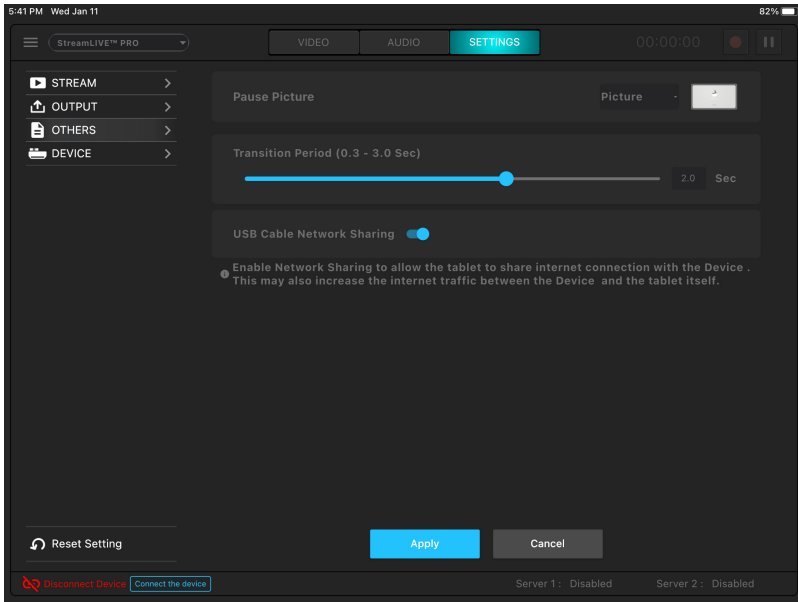 5:41 PM Wed Jan 11 82%
StreamLIVE™ PRO VIDEO AUDIO SETTINGS 00:00:00
STREAM
OUTPUT
OTHERS
DEVICE
Pause Picture Picture
Transition Period (0.3 - 3.0 Sec)
2.0 Sec
USB Cable Network Sharing
Enable Network Sharing to allow the tablet to share internet connection with the Device .
This may also increase the internet traffic between the Device and the tablet itself.
Reset Setting Apply Cancel
Disconnect Device Connect the device Server 1 : Disabled Server 2 : Disabled